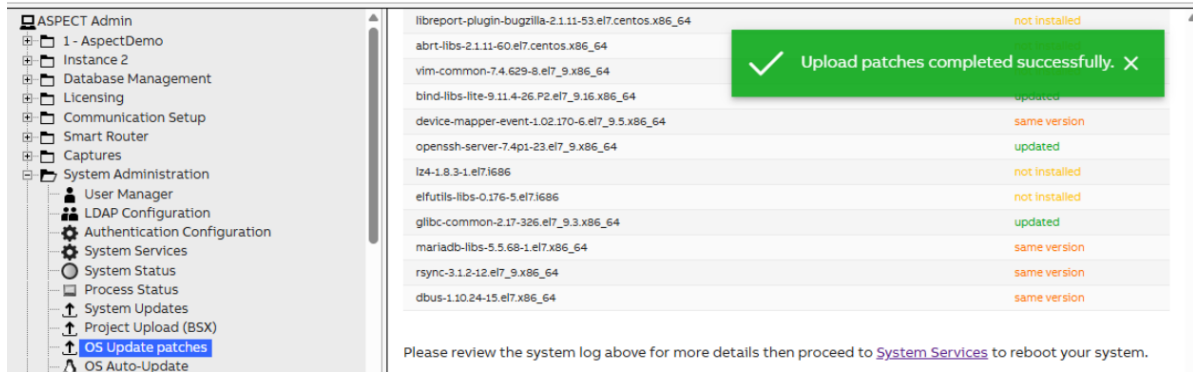 ASPECT Admin
1 - AspectDemo
Instance 2
Database Management
Licensing
Communication Setup
Smart Router
Captures
System Administration
User Manager
LDAP Configuration
Authentication Configuration
System Services
System Status
Process Status
System Updates
Project Upload (BSX)
OS Update patches
OS Auto-Update
libreport-plugin-bugzilla-2.1.11-53.el7.centos.x86_64 not installed
abrt-libs-2.1.11-60.el7.centos.x86_64
vim-common-7.4.629-8.el7_9.x86_64
Upload patches completed successfully.
bind-libs-lite-9.11.4-26.P2.el7_9.16.x86_64 updated
device-mapper-event-1.02.170-6.el7_9.5.x86_64 same version
openssh-server-7.4p1-23.el7_9.x86_64 updated
lz4-1.8.3-1.el7.i686 not installed
elfutils-libs-0.176-5.el7.i686 not installed
glibc-common-2.17-326.el7_9.3.x86_64 updated
mariadb-libs-5.5.68-1.el7.x86_64 same version
rsync-3.1.2-12.el7_9.x86_64 same version
dbus-1.10.24-15.el7.x86_64 same version
Please review the system log above for more details then proceed to System Services to reboot your system.